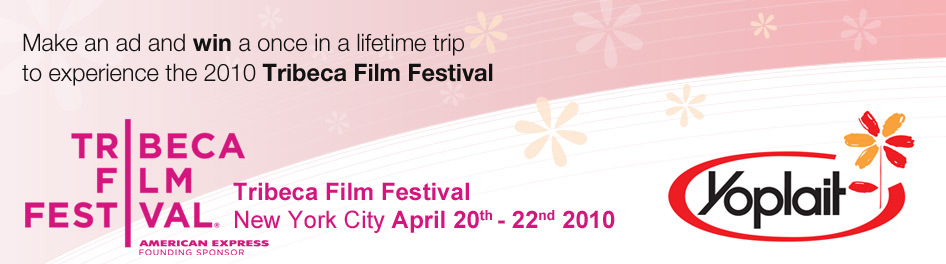 Make an ad and win a once in a lifetime trip
to experience the 2010 Tribeca Film Festival
TRIBECA
FILM
FESTIVAL®
AMERICAN EXPRESS
FOUNDING SPONSOR
Tribeca Film Festival
New York City April 20th - 22nd 2010
Yoplait